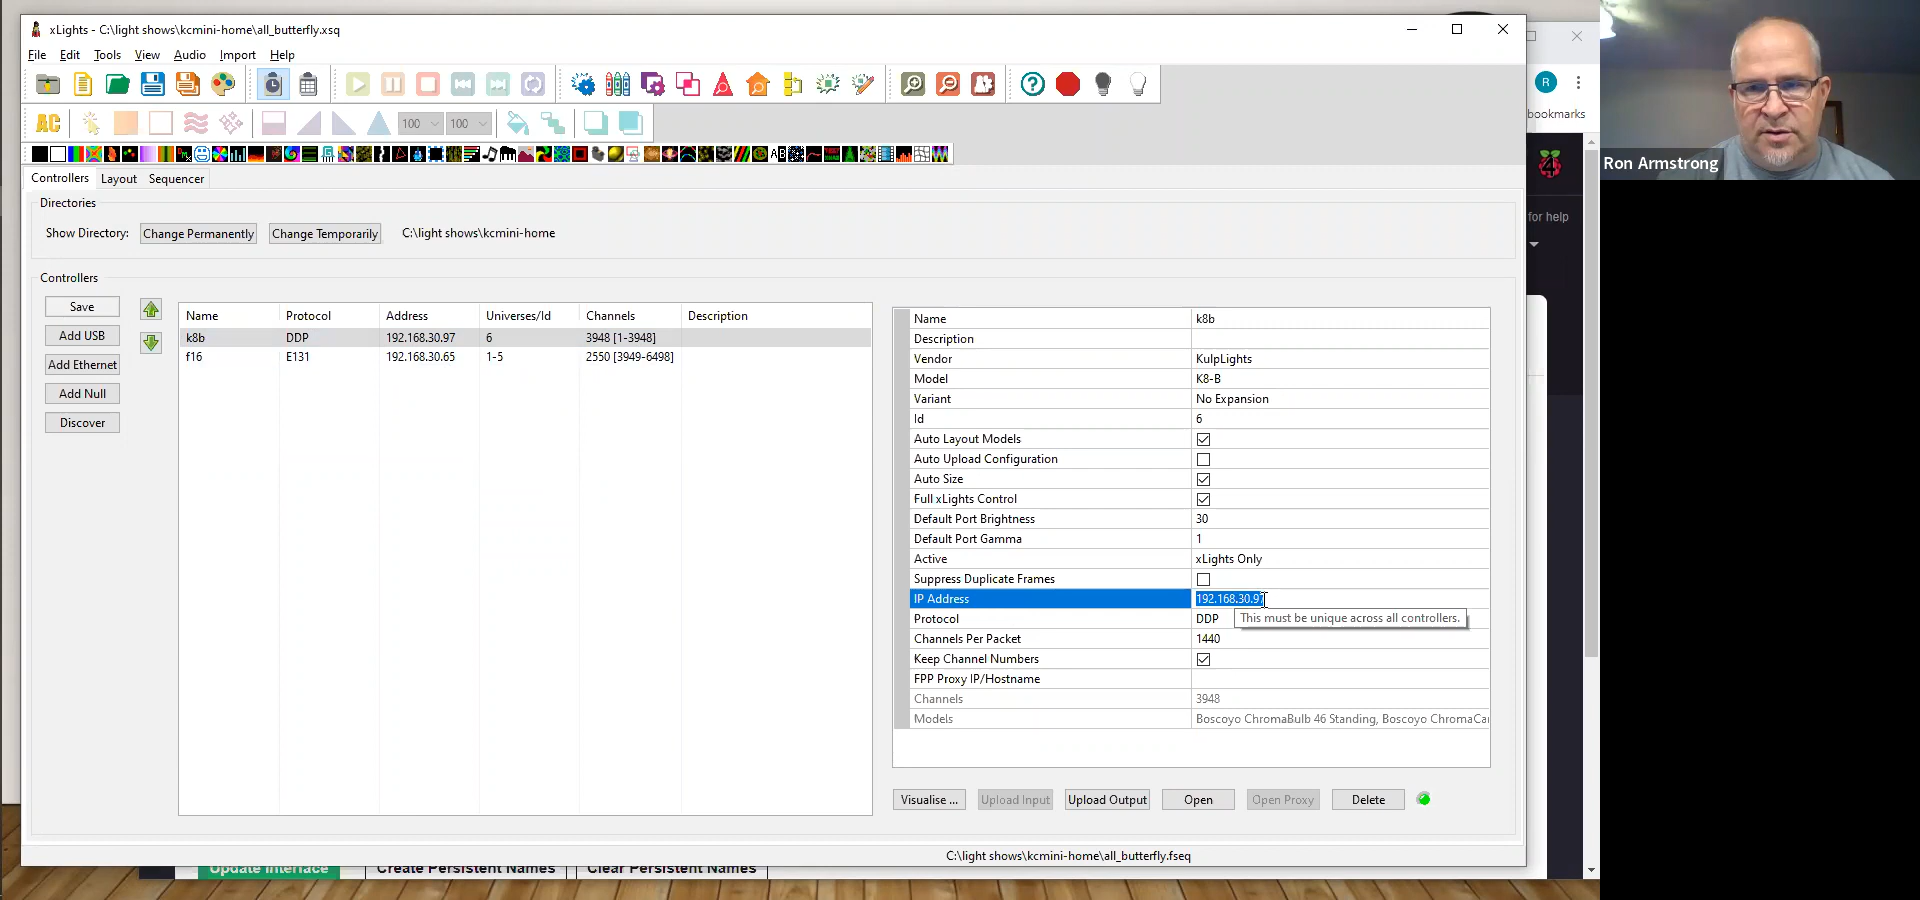 xLights - C:\light shows\kcmini-home\all_butterfly.xsq
File Edit Tools View Audio Import Help
AC 100 100
Controllers Layout Sequencer
Directories
Show Directory: Change Permanently Change Temporarily C:\light shows\kcmini-home
Controllers
Save
Add USB
Add Ethernet
Add Null
Discover
Name Protocol Address Universes/Id Channels Description
k8b DDP 192.168.30.97 6 3948 [1-3948]
f16 E131 192.168.30.65 1-5 2550 [3949-6498]
Name k8b
Description
Vendor KulpLights
Model K8-B
Variant No Expansion
Id 6
Auto Layout Models
Auto Upload Configuration
Auto Size
Full xLights Control
Default Port Brightness 30
Default Port Gamma 1
Active xLights Only
Suppress Duplicate Frames
IP Address 192.168.30.97
Protocol DDP
This must be unique across all controllers.
Channels Per Packet 1440
Keep Channel Numbers
FPP Proxy IP/Hostname
Channels 3948
Models Boscoyo ChromaBulb 46 Standing, Boscoyo ChromaCa
Visualise ... Upload Input Upload Output Open Open Proxy Delete
C:\light shows\kcmini-home\all_butterfly.fseq
Update Interface Create Persistent Names Clear Persistent Names
R
bookmarks
4
for help
Ron Armstrong